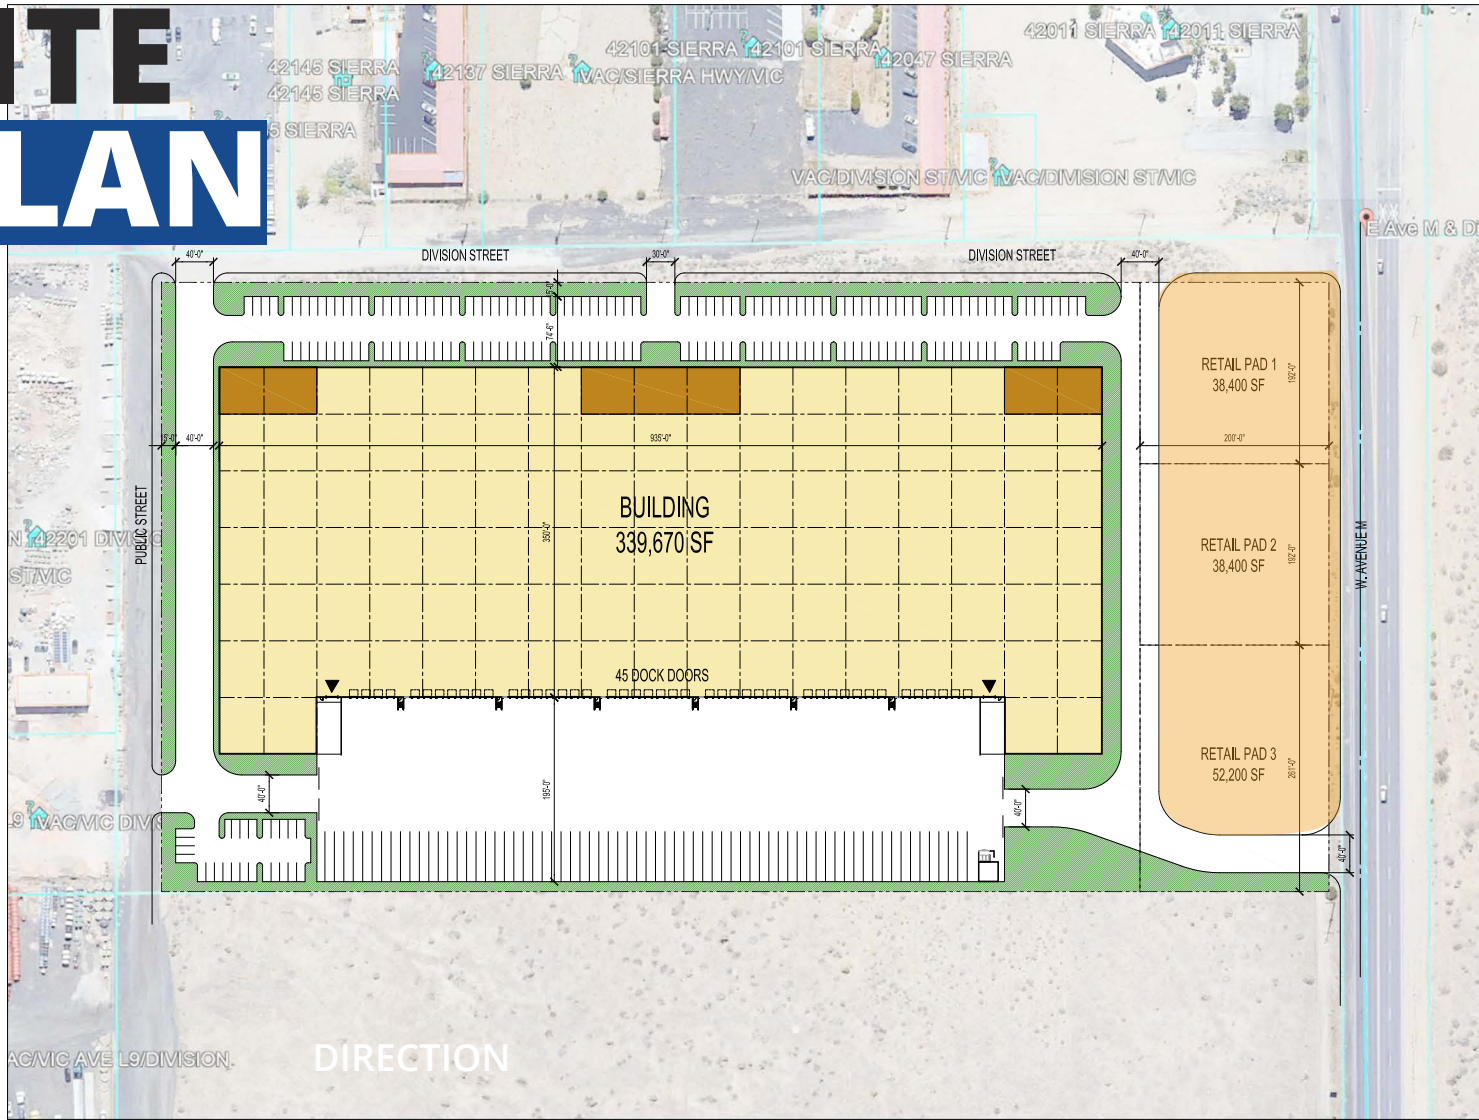 ITE
LAN
42145 SIERRA
42145 SIERRA
5 SIERRA
42137 SIERRA
42101 SIERRA
42101 SIERRA
VAC/SIERRA HWY/VIC
42047 SIERRA
42011 SIERRA
42011 SIERRA
VAC/DIVISION ST/VIC
VAC/DIVISION ST/VIC
E Ave M & Di
DIVISION STREET
DIVISION STREET
40'-0"
30'-0"
40'-0"
74'-6"
RETAIL PAD 1
38,400 SF
192'-0"
40'-0"
935'-0"
200'-0"
PUBLIC STREET
BUILDING
339,670 SF
350'-0"
RETAIL PAD 2
38,400 SF
192'-0"
W. AVENUE M
N
42201 DIVISIO
ST/VIC
45 DOCK DOORS
RETAIL PAD 3
52,200 SF
261'-0"
40'-0"
195'-0"
40'-0"
40'-0"
L9
VAC/VIC DIVIS
AC/VIC AVE L9/DIVISION
DIRECTION